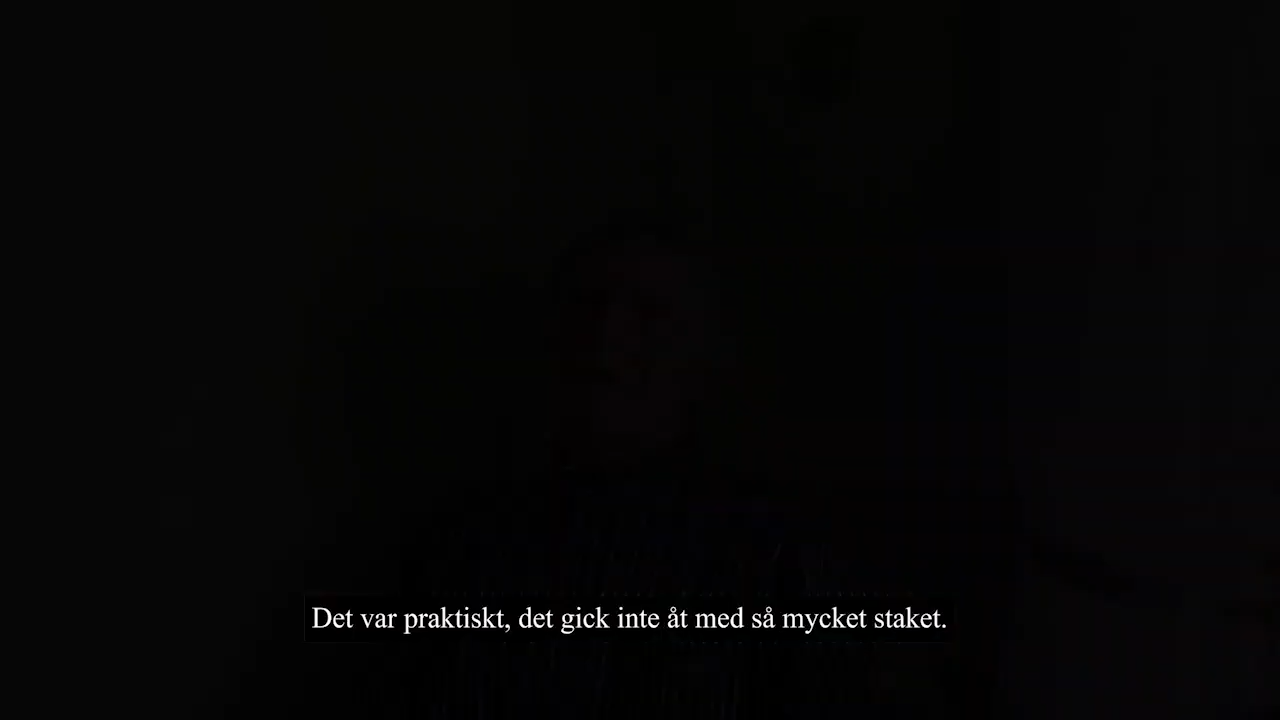 Det var praktiskt, det gick inte åt med så mycket staket.